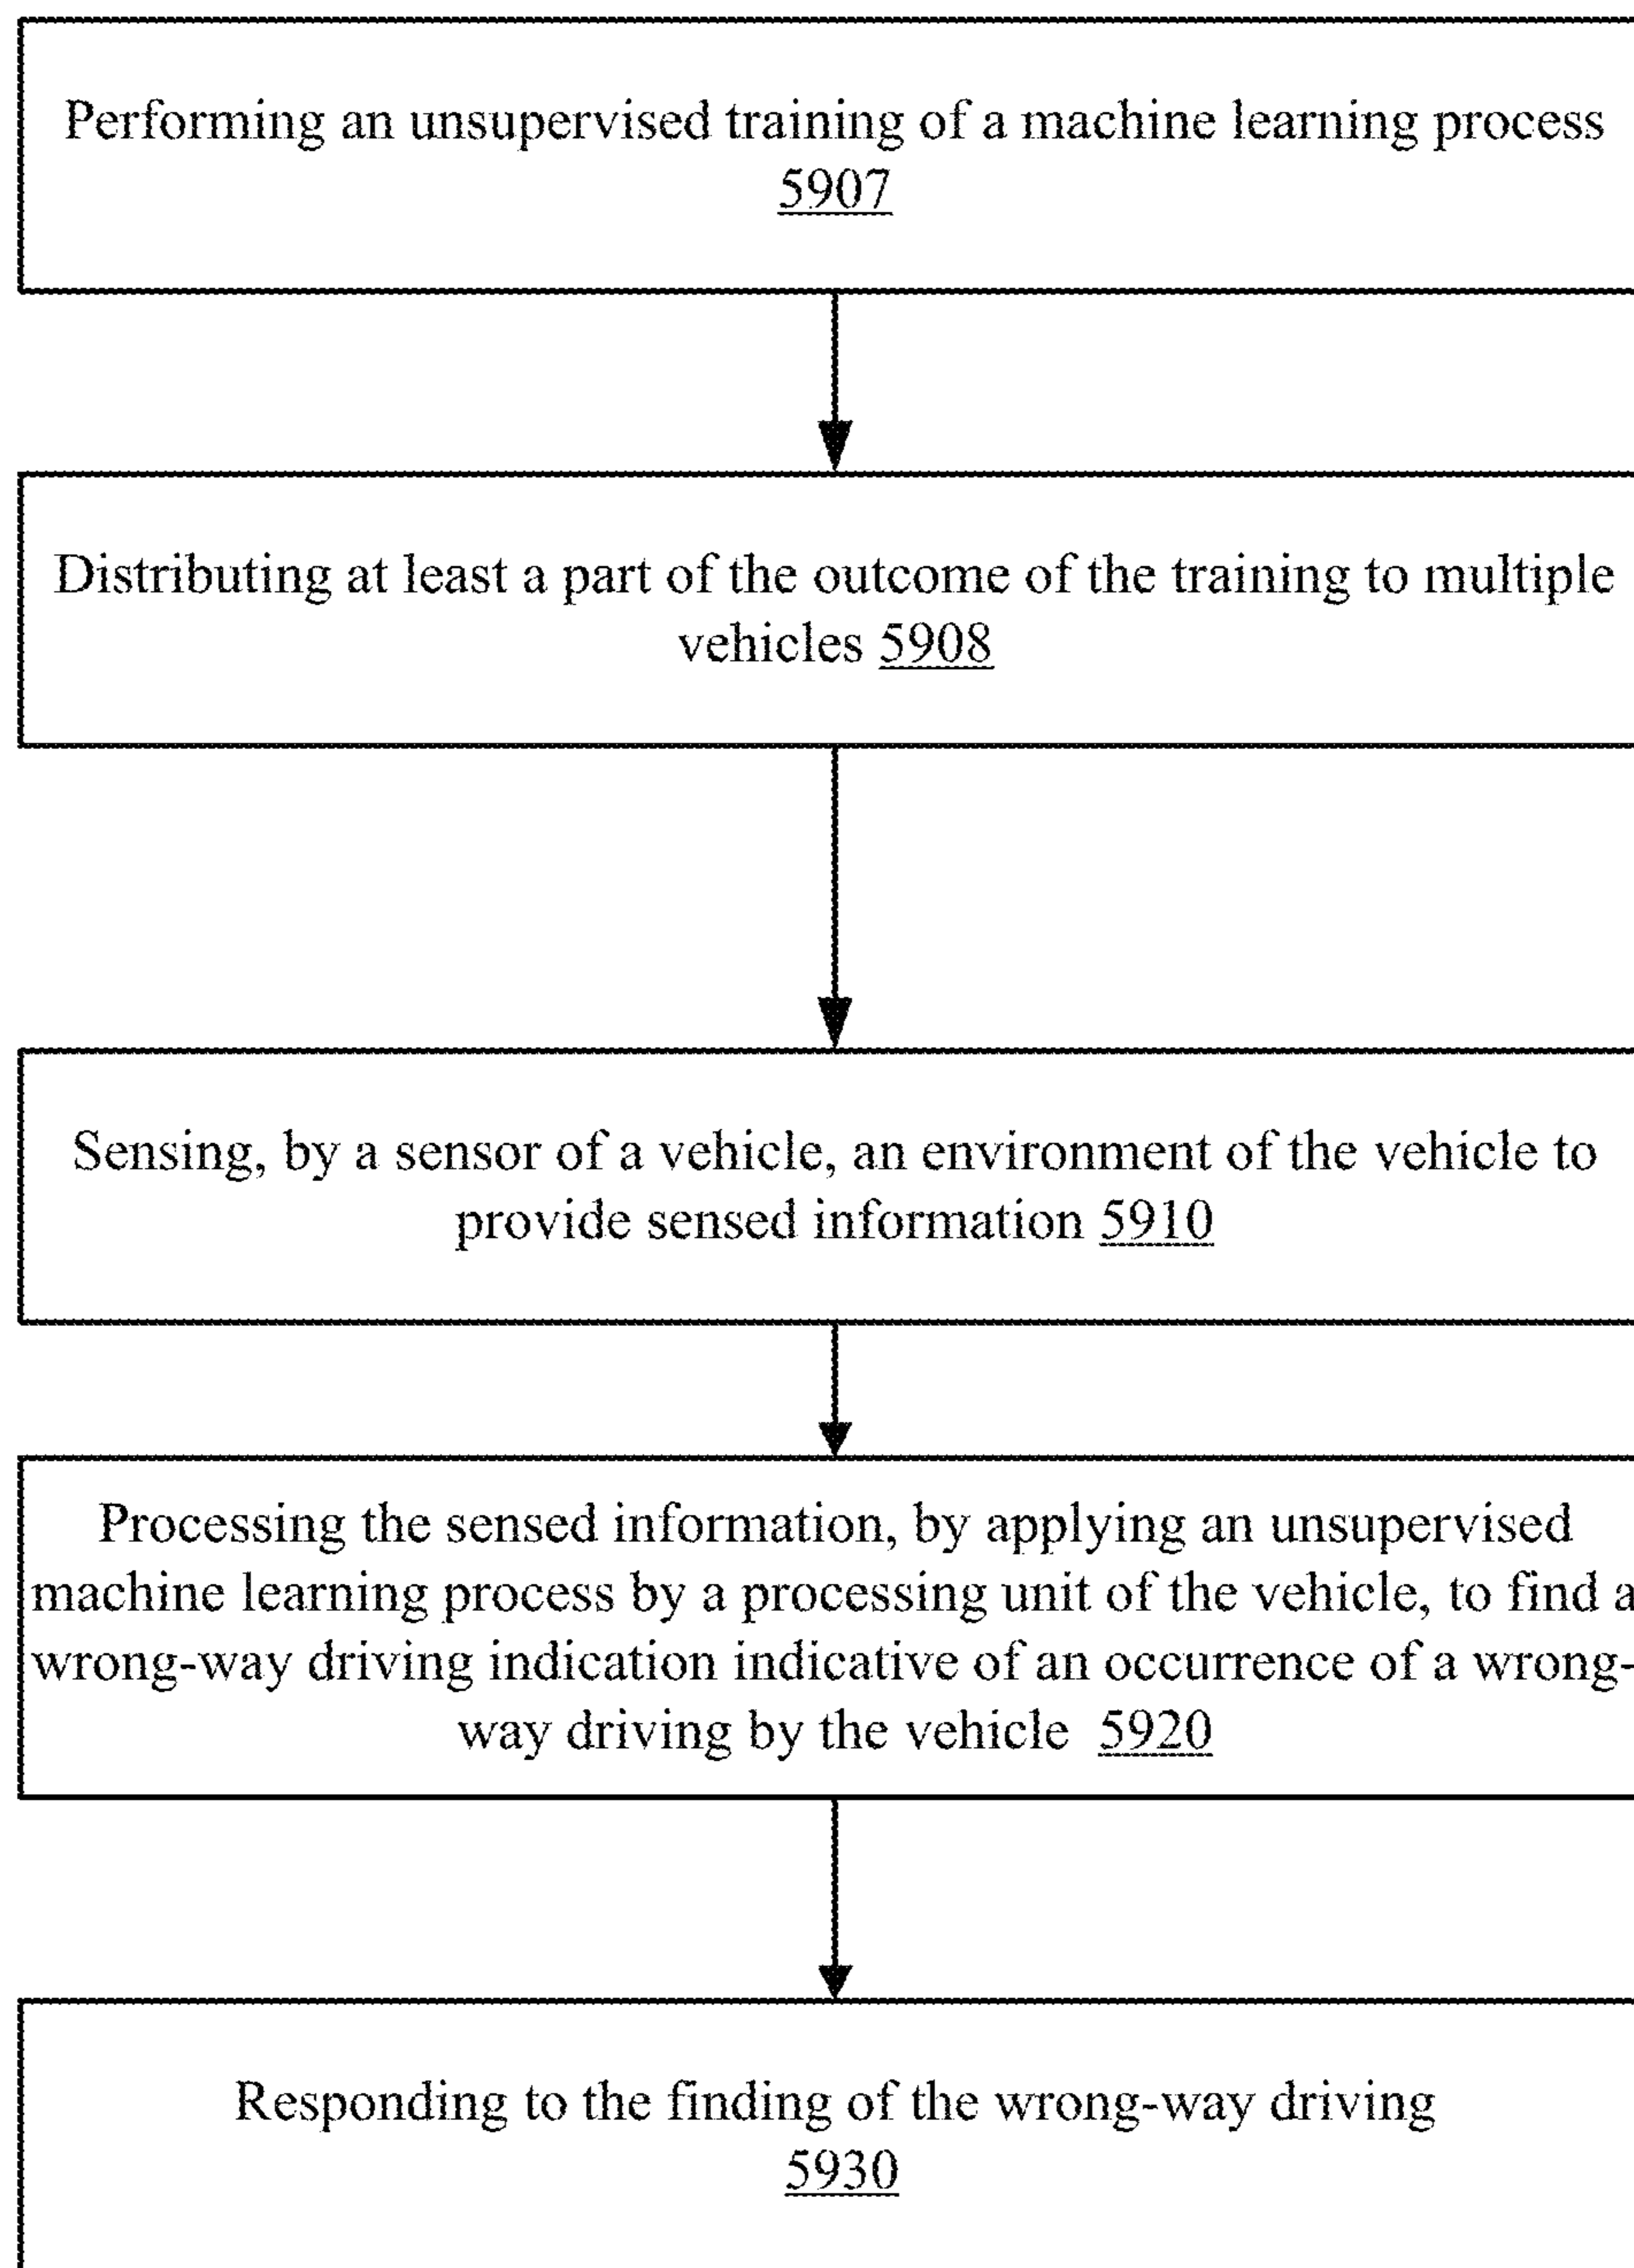 Performing an unsupervised training of a machine learning process
5907
Distributing at least a part of the outcome of the training to multiple
vehicles 5908
Sensing, by a sensor of a vehicle, an environment of the vehicle to
provide sensed information 5910
Processing the sensed information, by applying an unsupervised
machine learning process by a processing unit of the vehicle, to find a
wrong-way driving indication indicative of an occurrence of a wrong-
way driving by the vehicle 5920
Responding to the finding of the wrong-way driving
5930